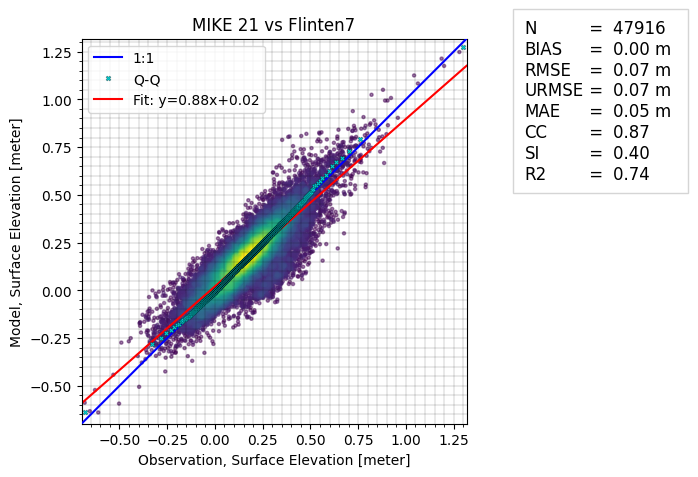 MIKE 21 vs Flinten7
1:1
Q-Q
Fit: y=0.88x+0.02
N = 47916
BIAS = 0.00 m
RMSE = 0.07 m
URMSE = 0.07 m
MAE = 0.05 m
CC = 0.87
SI = 0.40
R2 = 0.74
Model, Surface Elevation [meter]
1.25
1.00
0.75
0.50
0.25
0.00
−0.25
−0.50
−0.50 −0.25 0.00 0.25 0.50 0.75 1.00 1.25
Observation, Surface Elevation [meter]